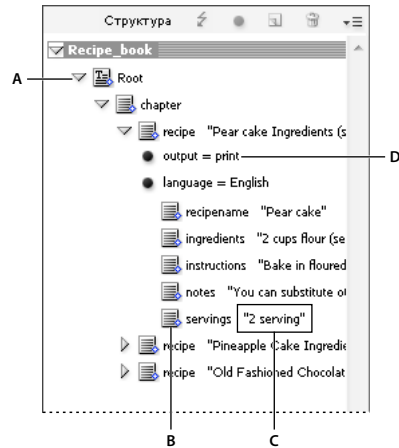 Структура
Recipe_book
A
Root
chapter
recipe "Pear cake Ingredients (s
output = print
D
language = English
recipename "Pear cake"
ingredients "2 cups flour (se
instructions "Bake in floured
notes "You can substitute
servings "2 serving"
recipe "Pineapple Cake Ingredie
recipe "Old Fashioned Chocolat
B
C